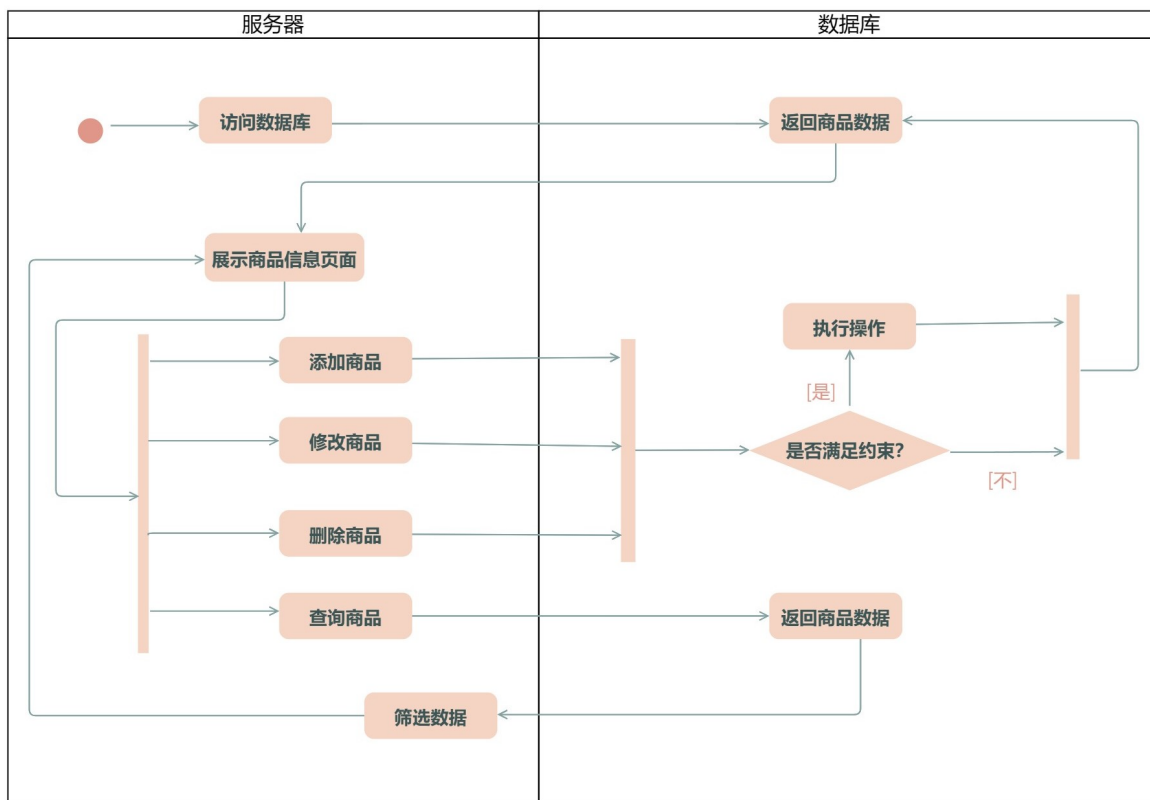 服务器
数据库
访问数据库
返回商品数据
展示商品信息页面
执行操作
添加商品
[是]
修改商品
是否满足约束?
[不]
删除商品
查询商品
返回商品数据
筛选数据